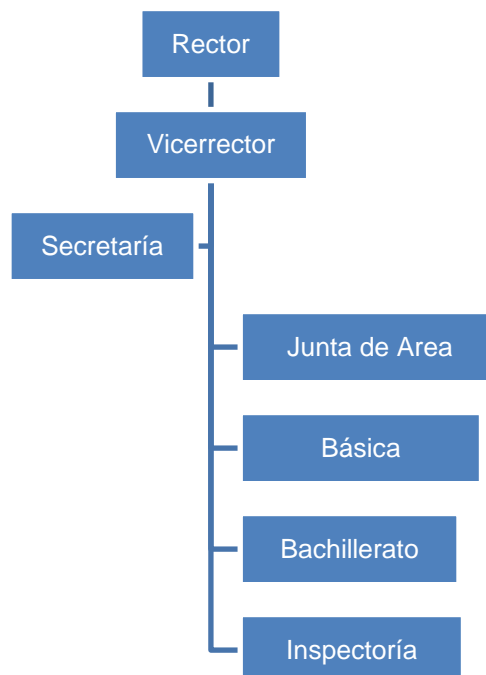 Rector
Vicerrector
Secretaría
Junta de Area
Básica
Bachillerato
Inspectoría